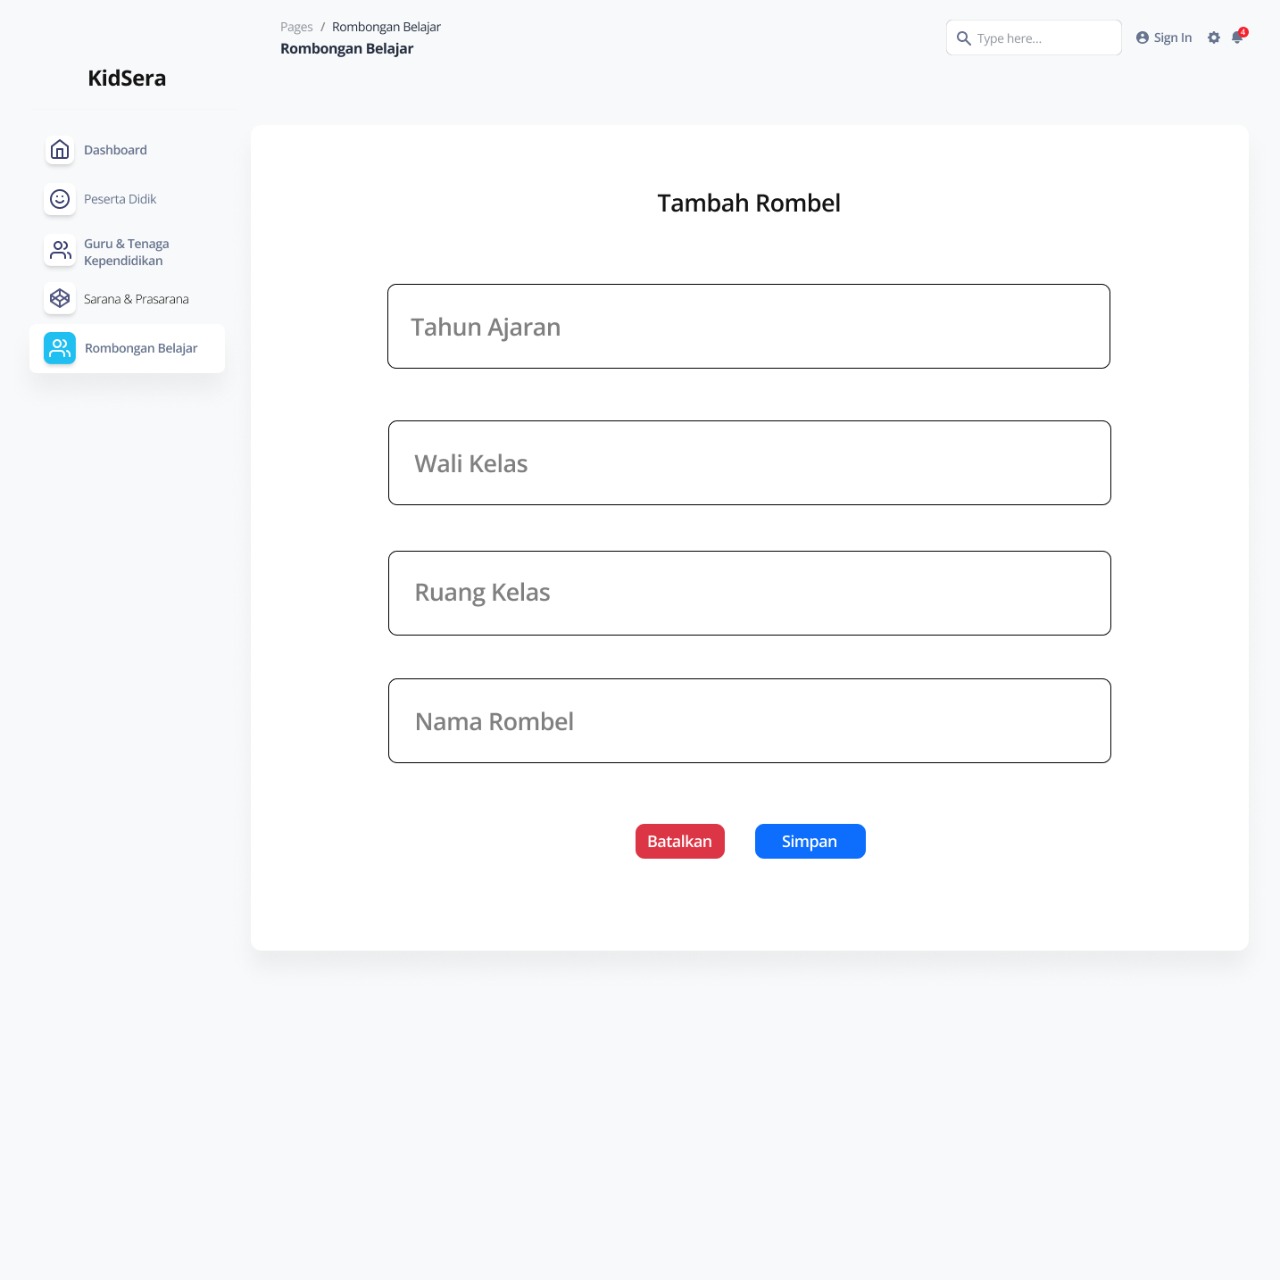 Pages / Rombongan Belajar
Rombongan Belajar
Type here...
Sign In
4
KidSera
Dashboard
Peserta Didik
Guru & Tenaga
Kependidikan
Sarana & Prasarana
Rombongan Belajar
Tambah Rombel
Tahun Ajaran
Wali Kelas
Ruang Kelas
Nama Rombel
Batalkan
Simpan